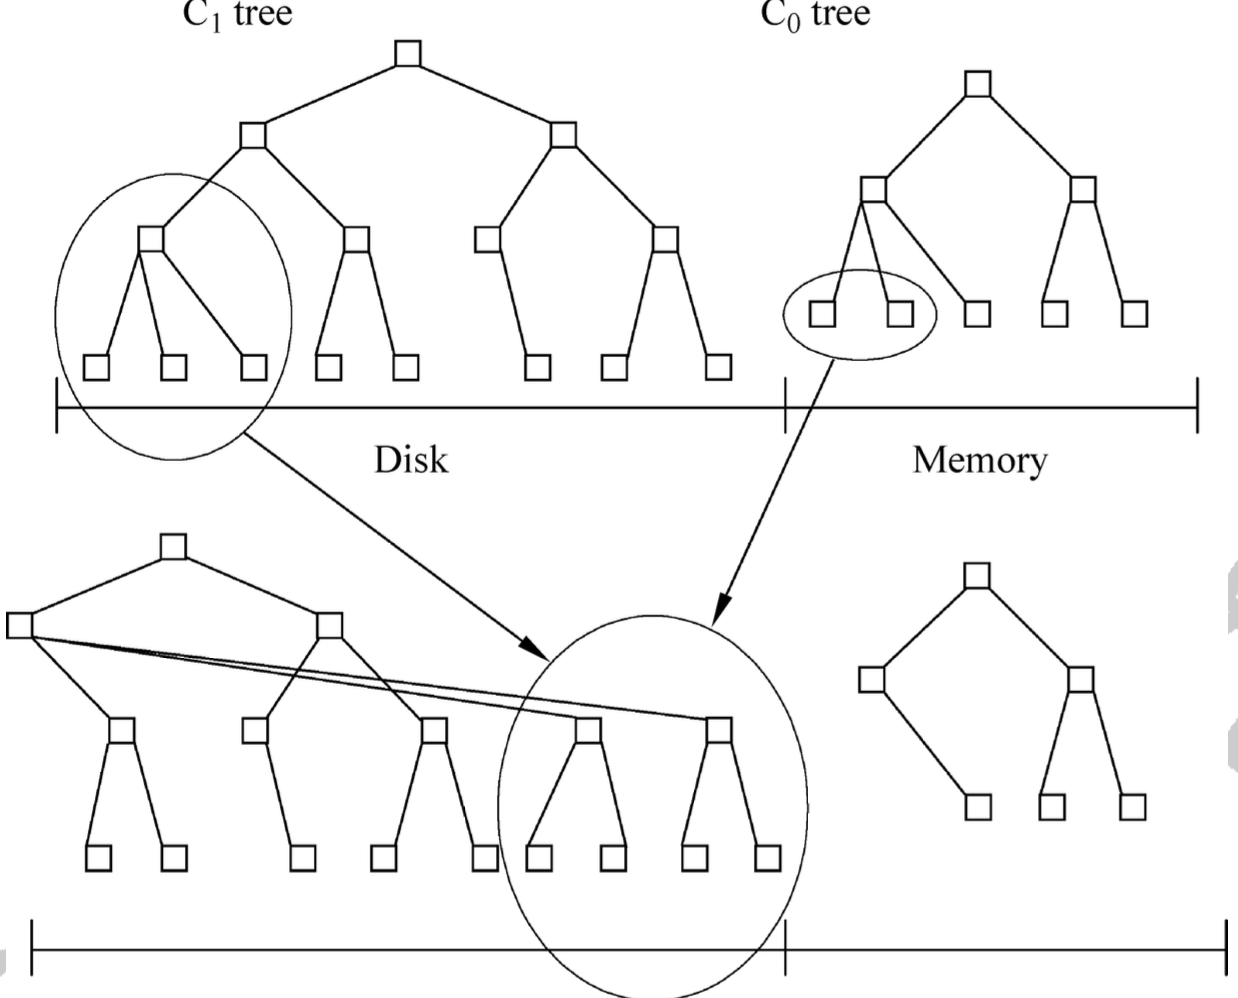 C₁ tree
C₀ tree
Disk
Memory